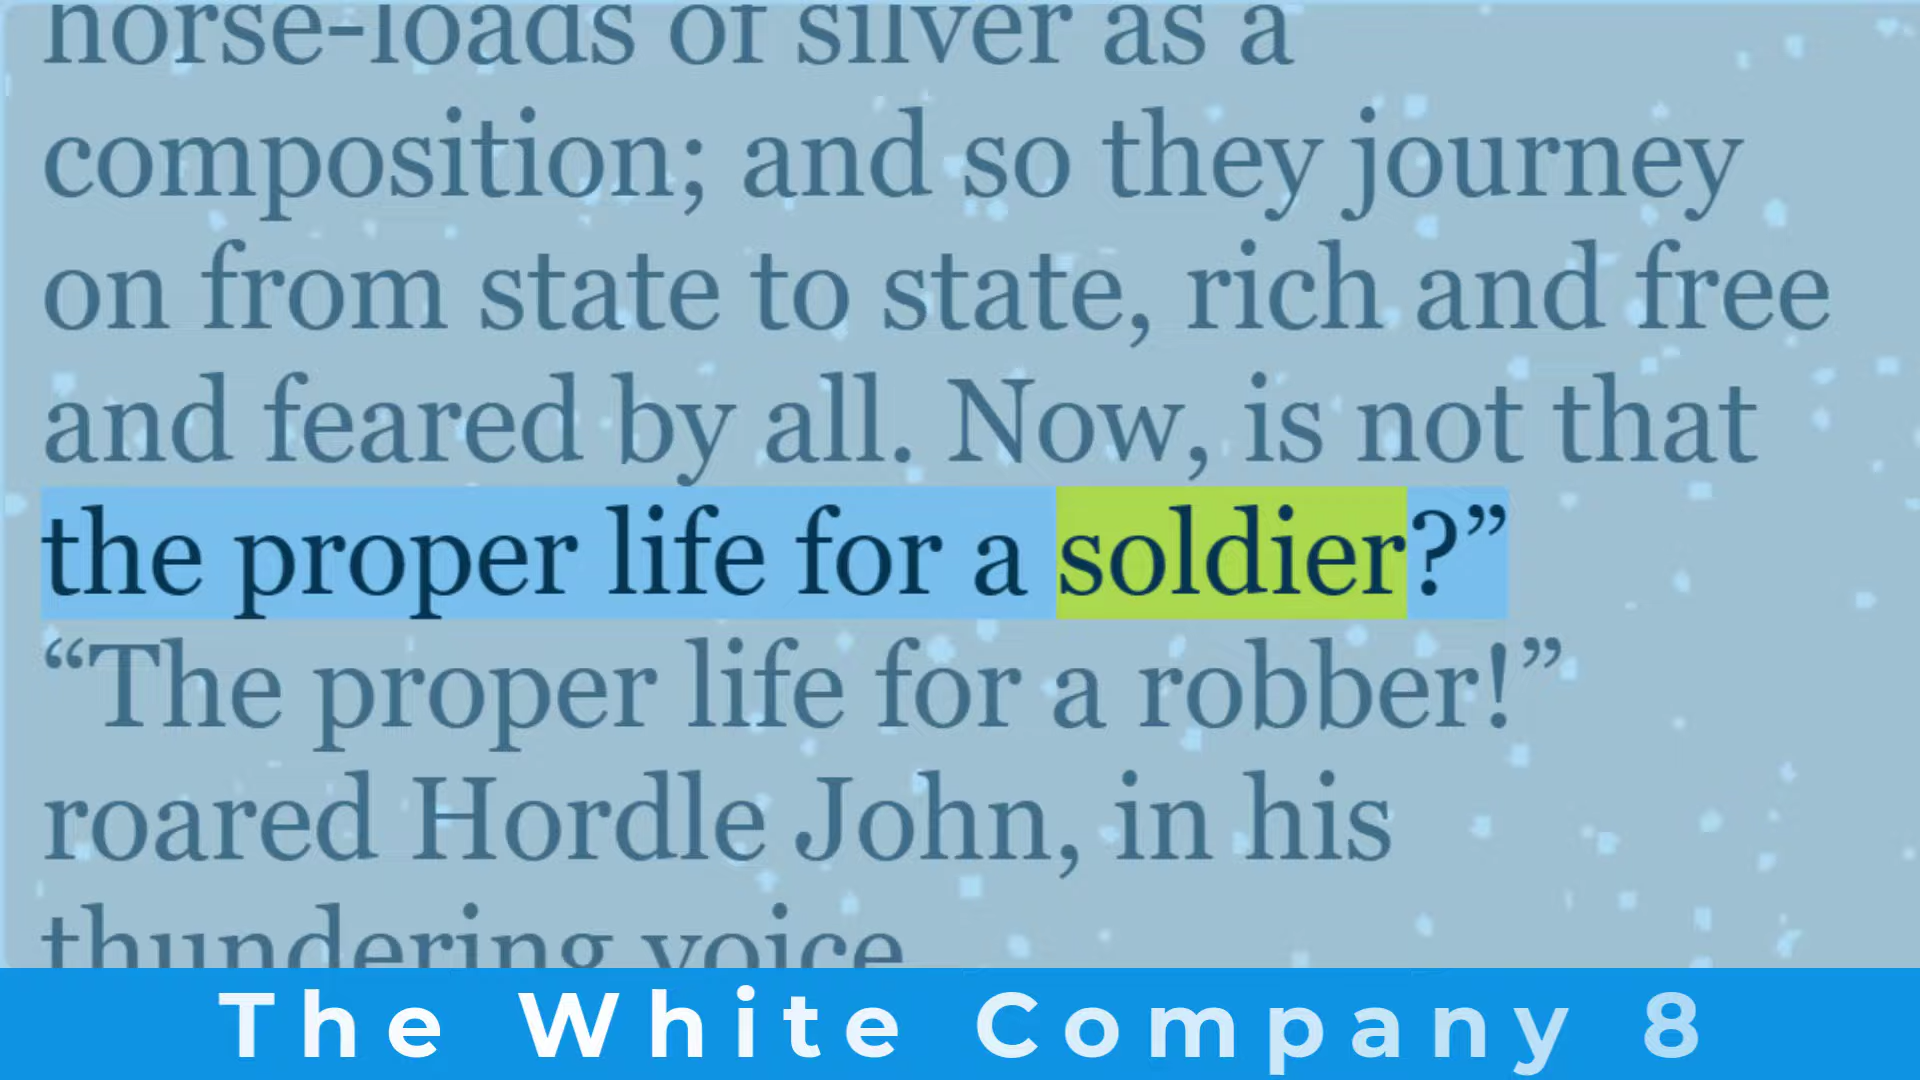 horse-loads of silver as a
composition; and so they journey
on from state to state, rich and free
and feared by all. Now, is not that
the proper life for a soldier?”
“The proper life for a robber!”
roared Hordle John, in his
thundering voice
The White Company 8